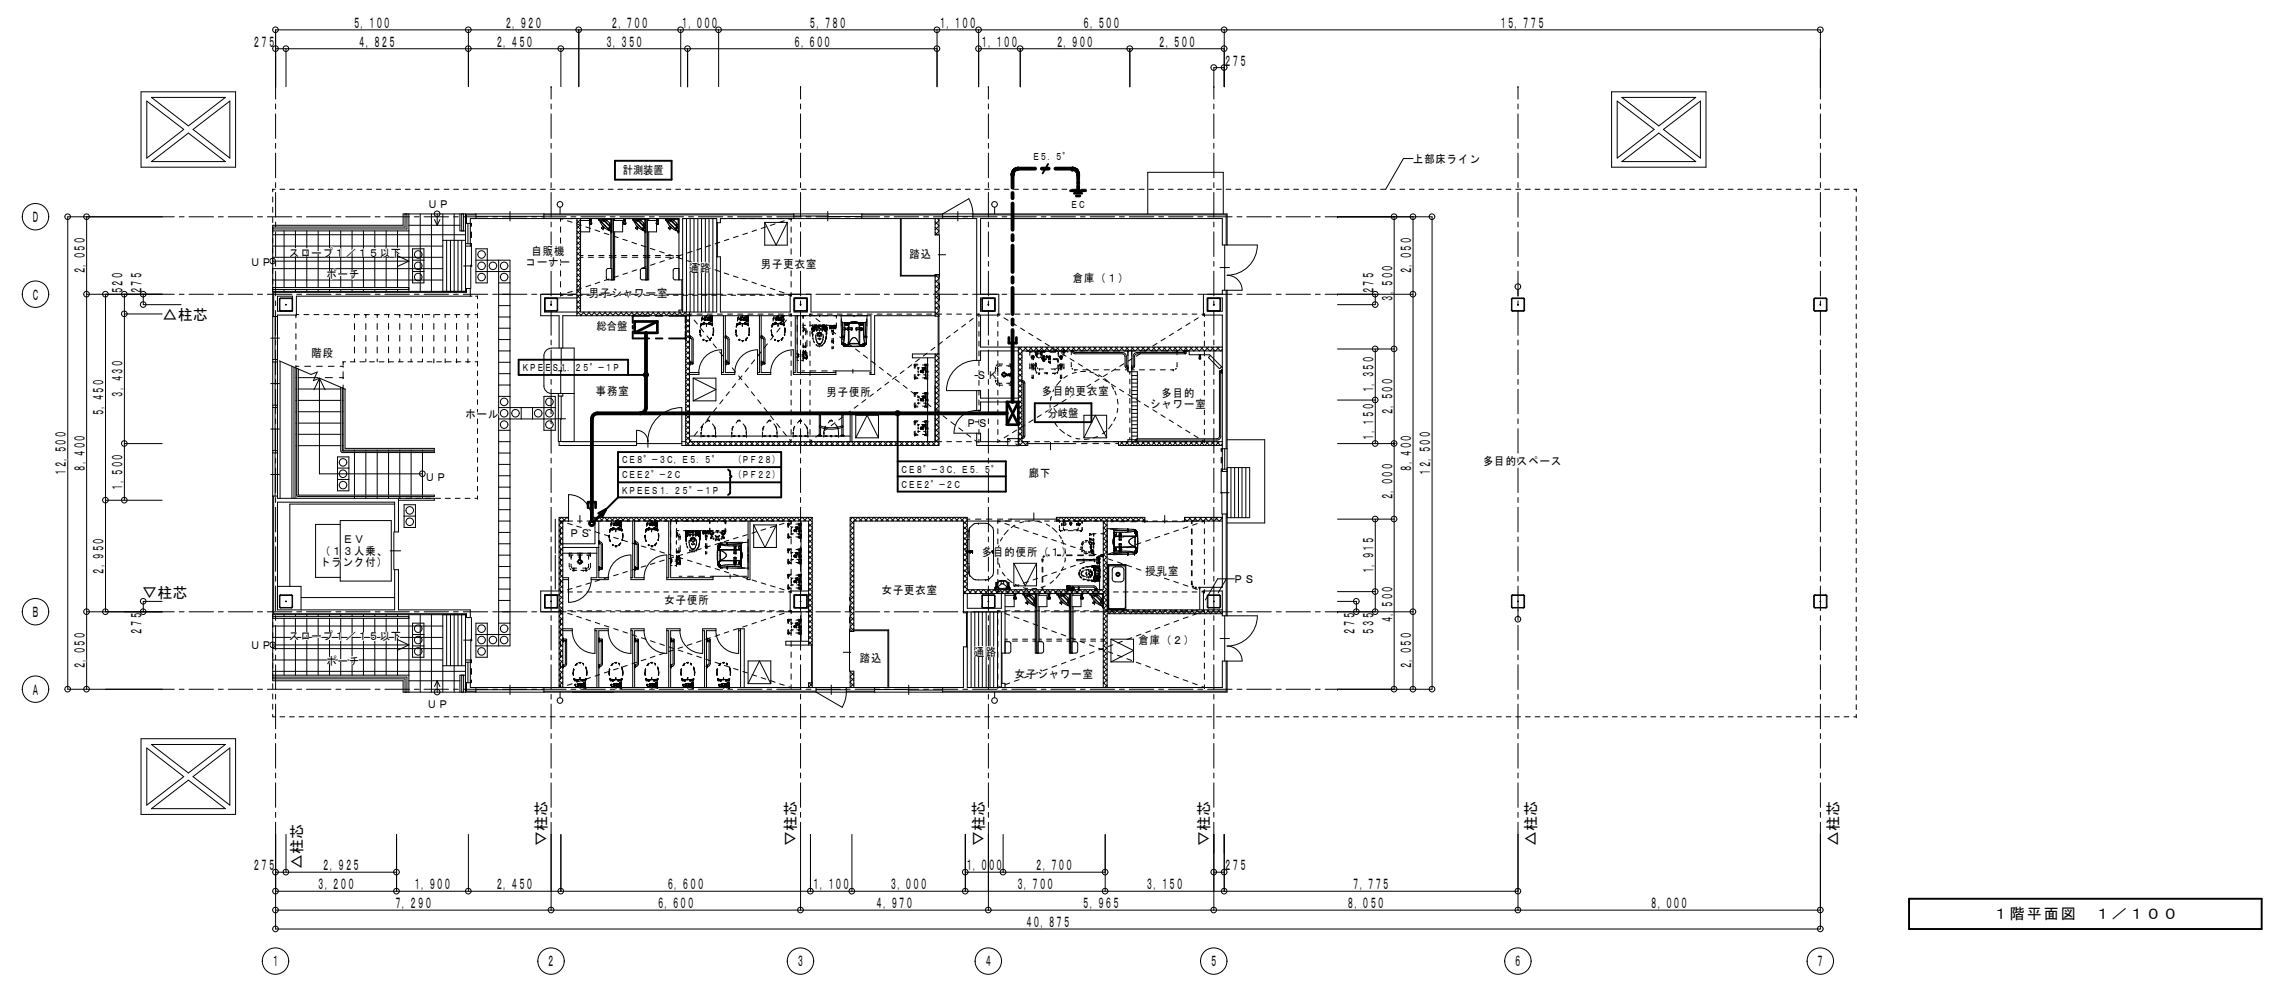 5,100 2,920 2,700 1,000 5,780 1,100 6,500 15,775
275 4,825 2,450 3,350 6,600 1,100 2,900 2,500
275
E5.5°
上部床ライン
計測装置
EC
D
UP
自販機
コーナー
スロープ1/15以下
UP
ポーチ
通路
男子更衣室
踏込
倉庫（1）
男子シャワー室
2,050
520
275
C
△柱芯
275
3,500
2,050
総合盤
階段
KPEES1.25°-1P
事務室
男子便所
SK
多目的更衣室
多目的
シャワー室
分岐盤
PS
ホール
12,500
8,400
5,450
3,430
1,500
1,350
1,150
2,500
2,000
8,400
12,500
UP
CE8°-3C,E5.5° (PF28)
CEE2°-2C (PF22)
KPEES1.25°-1P
CE8°-3C,E5.5°
CEE2°-2C
廊下
多目的スペース
PS
EV
（13人乗、
トランク付）
多目的便所（1）
授乳室
PS
女子便所
女子更衣室
2,950
▽柱芯
275
B
1,915
535
275
4,500
2,050
スロープ1/15以下
UP
ポーチ
2,050
踏込
通路
倉庫（2）
女子シャワー室
A
UP
△柱芯
▽柱芯
▽柱芯
▽柱芯
▽柱芯
△柱芯
△柱芯
275 2,925 1,000 2,700 275
3,200 1,900 2,450 6,600 1,100 3,000 3,700 3,150 7,775
7,290 6,600 4,970 5,965 8,050 8,000
40,875
1階平面図 1/100
1 2 3 4 5 6 7